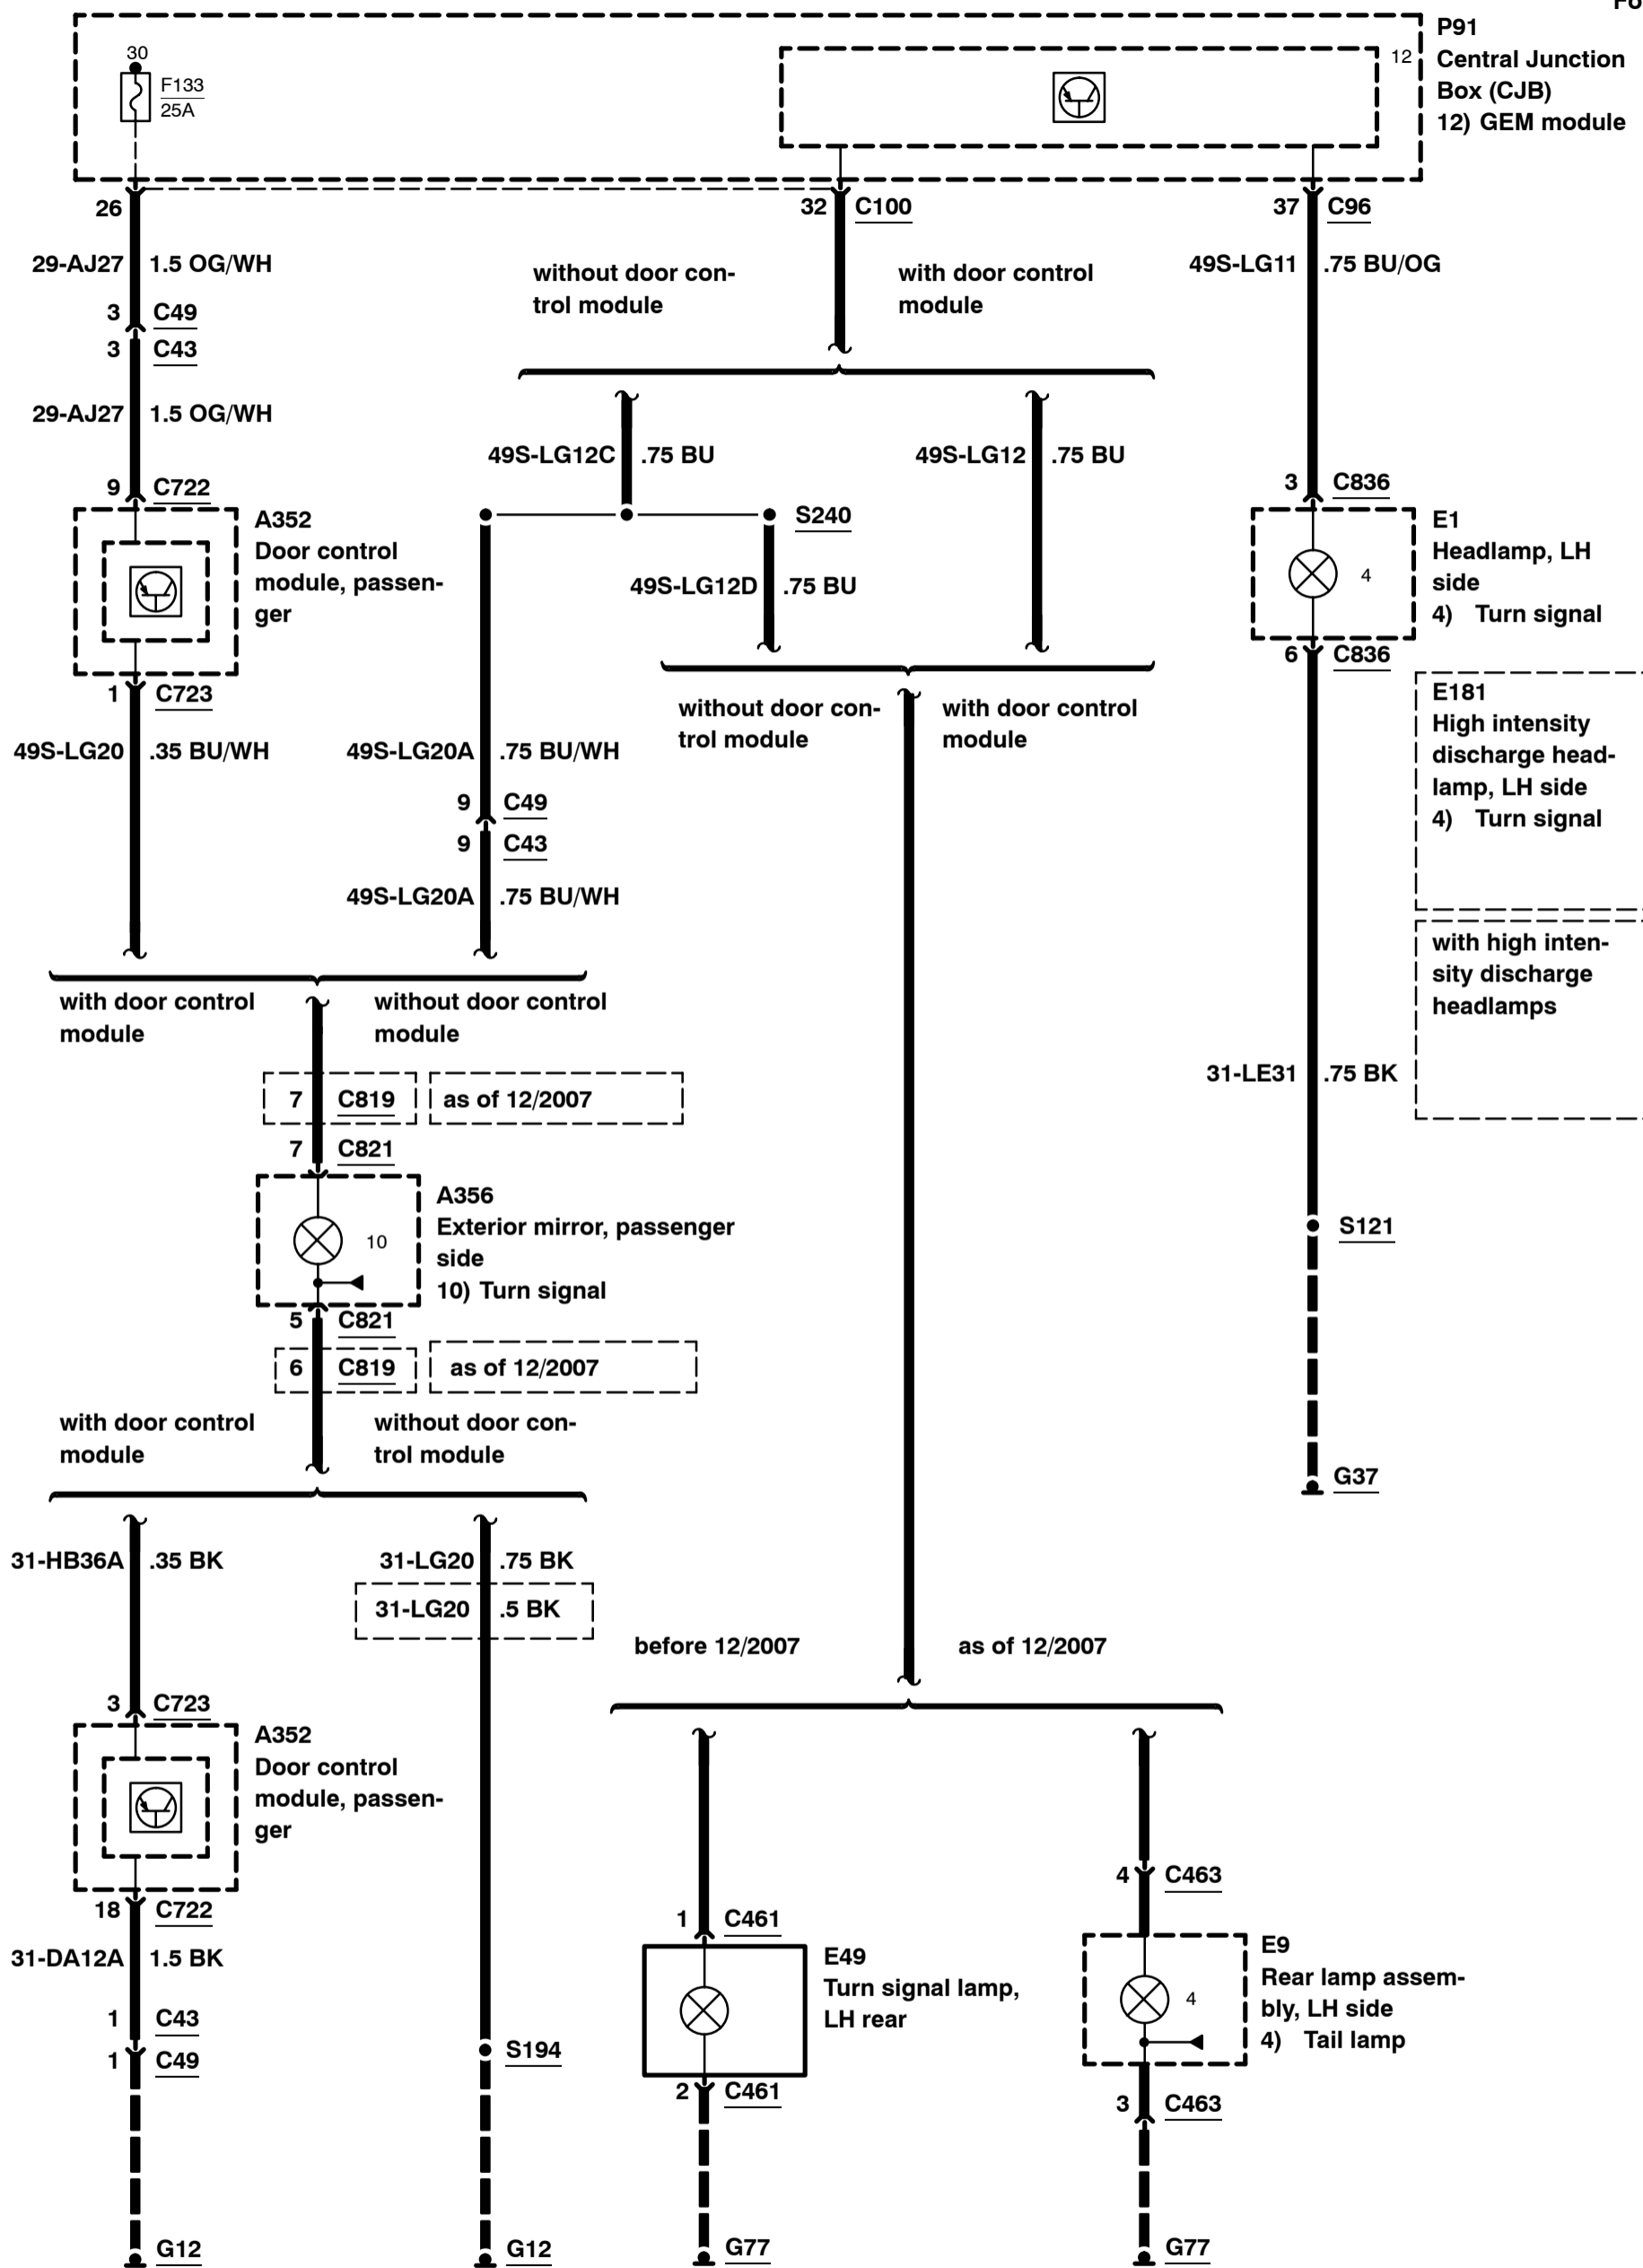 Fo
P91
Central Junction
Box (CJB)
12) GEM module
30
F133
25A
12
26
32 C100
37 C96
29-AJ27 1.5 OG/WH
without door con-
trol module
with door control
module
49S-LG11 .75 BU/OG
3 C49
3 C43
29-AJ27 1.5 OG/WH
49S-LG12C .75 BU
49S-LG12 .75 BU
9 C722
3 C836
A352
Door control
module, passen-
ger
S240
49S-LG12D .75 BU
E1
Headlamp, LH
side
4) Turn signal
4
1 C723
6 C836
without door con-
trol module
with door control
module
E181
High intensity
discharge head-
lamp, LH side
4) Turn signal
49S-LG20 .35 BU/WH
49S-LG20A .75 BU/WH
9 C49
9 C43
49S-LG20A .75 BU/WH
with high inten-
sity discharge
headlamps
with door control
module
without door control
module
31-LE31 .75 BK
7 C819 as of 12/2007
7 C821
A356
Exterior mirror, passenger
side
10) Turn signal
10
S121
5 C821
6 C819 as of 12/2007
with door control
module
without door con-
trol module
G37
31-HB36A .35 BK
31-LG20 .75 BK
31-LG20 .5 BK
before 12/2007
as of 12/2007
3 C723
A352
Door control
module, passen-
ger
18 C722
31-DA12A 1.5 BK
1 C43
1 C49
S194
1 C461
E49
Turn signal lamp,
LH rear
2 C461
4 C463
E9
Rear lamp assem-
bly, LH side
4) Tail lamp
4
3 C463
G12
G12
G77
G77